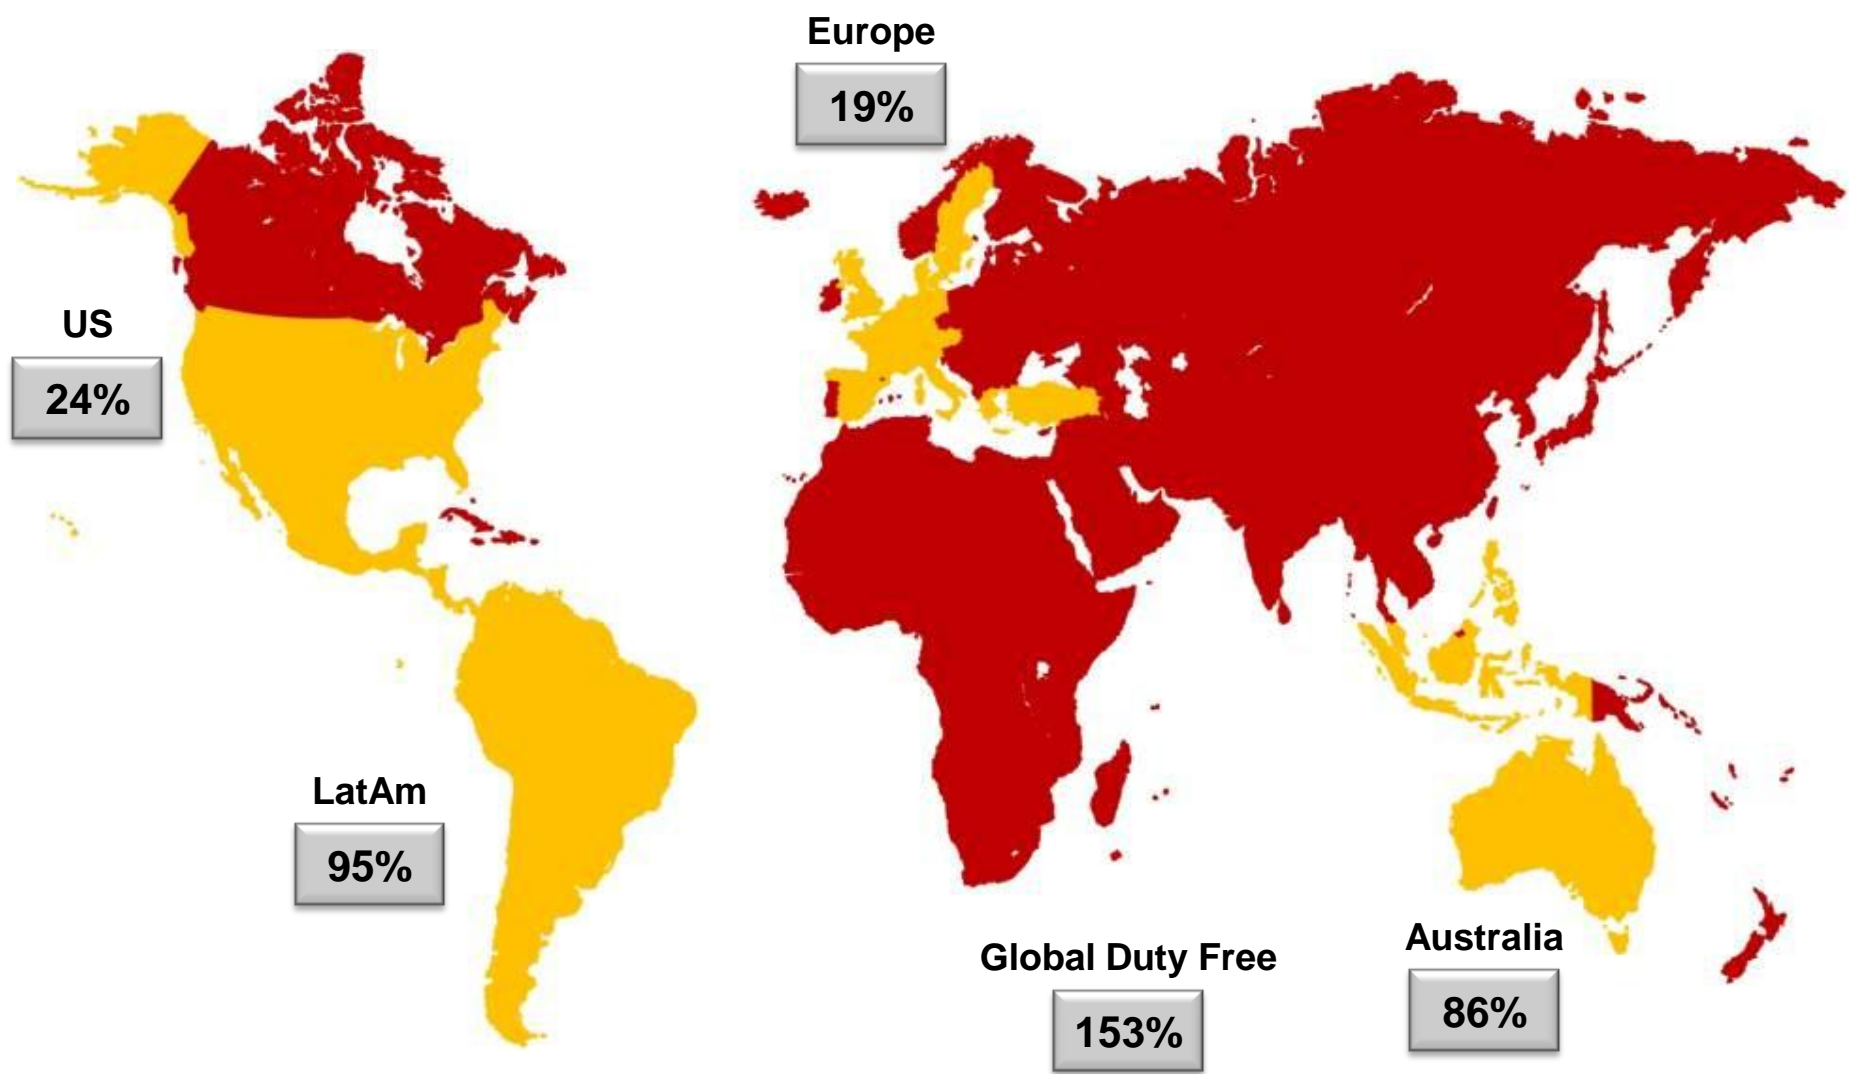 Europe
19%
US
24%
LatAm
95%
Global Duty Free
153%
Australia
86%